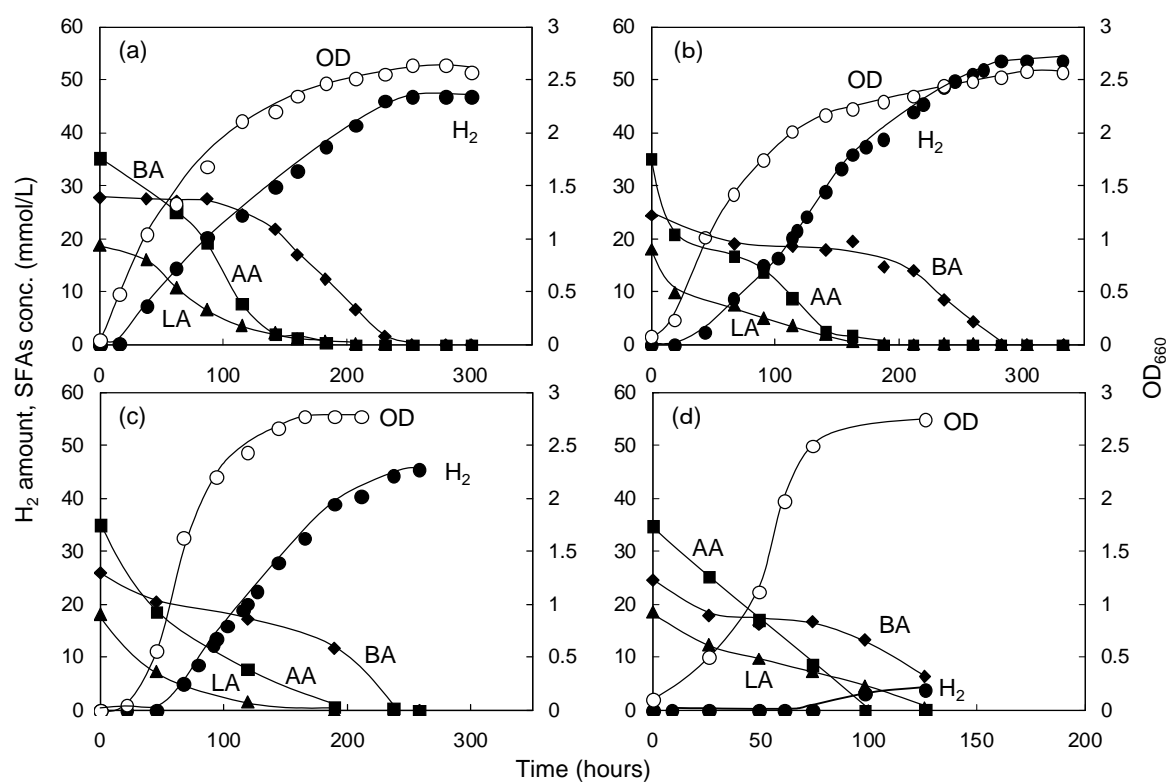 60 (a) OD 3 60 (b) OD 3
50 2.5 50 2.5
H₂ H₂
40 2 40 2
BA
30 1.5 30 1.5
20 1 20 BA 1
AA AA
10 LA 0.5 10 LA 0.5
0 0 0 0
0 100 200 300 0 100 200 300
60 (c) OD 3 60 (d) OD 3
50 2.5 50 2.5
H₂
40 2 40 2
AA
30 1.5 30 1.5
20 1 20 1
BA BA
10 LA AA 0.5 10 LA H₂ 0.5
0 0 0 0
0 100 200 300 0 50 100 150 200
Time (hours)
H₂ amount, SFAs conc. (mmol/L)
OD₆₆₀